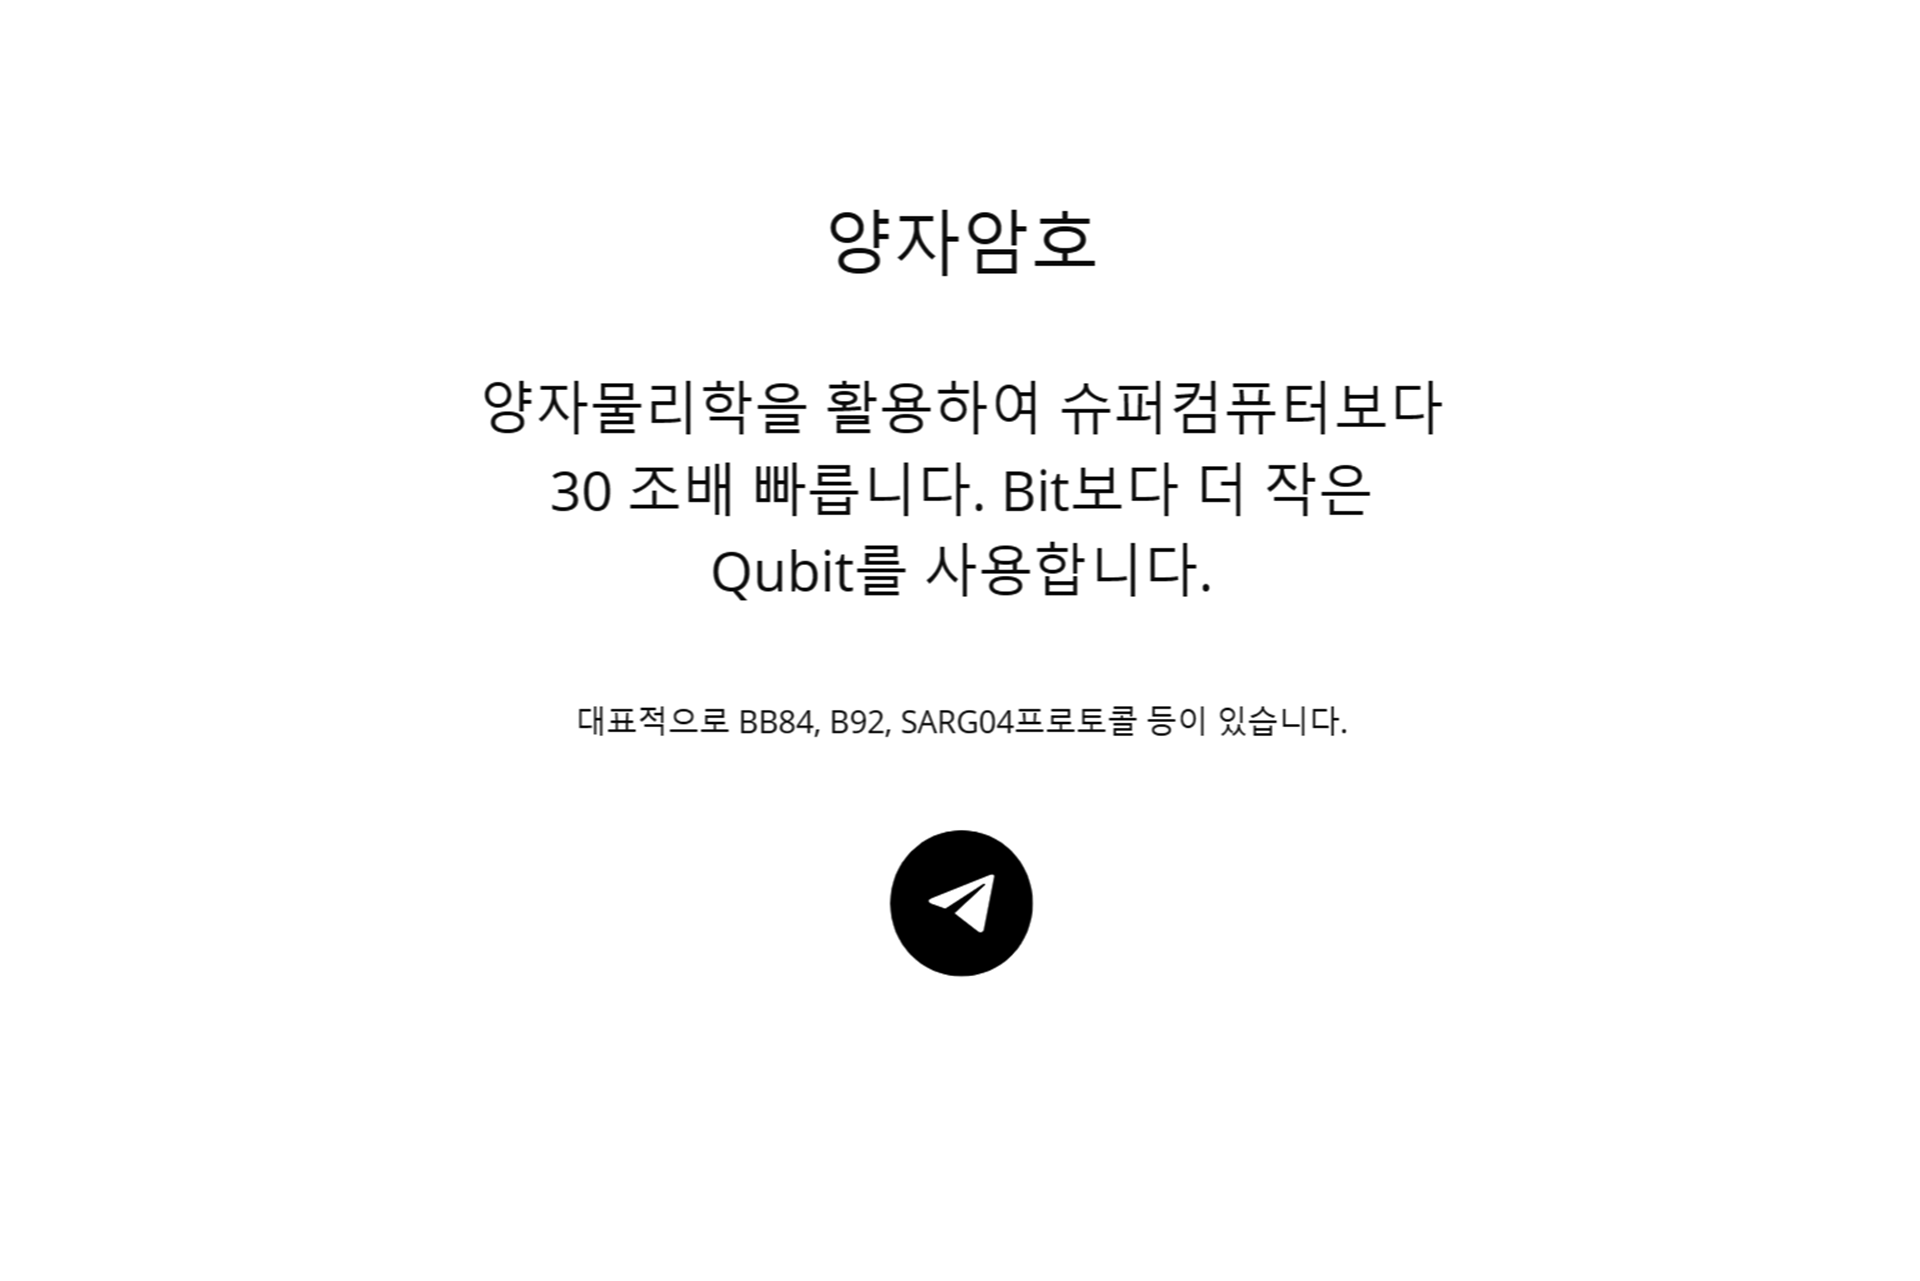 양자암호
양자물리학을 활용하여 슈퍼컴퓨터보다
30 조배 빠릅니다. Bit보다 더 작은
Qubit를 사용합니다.
대표적으로 BB84, B92, SARG04프로토콜 등이 있습니다.